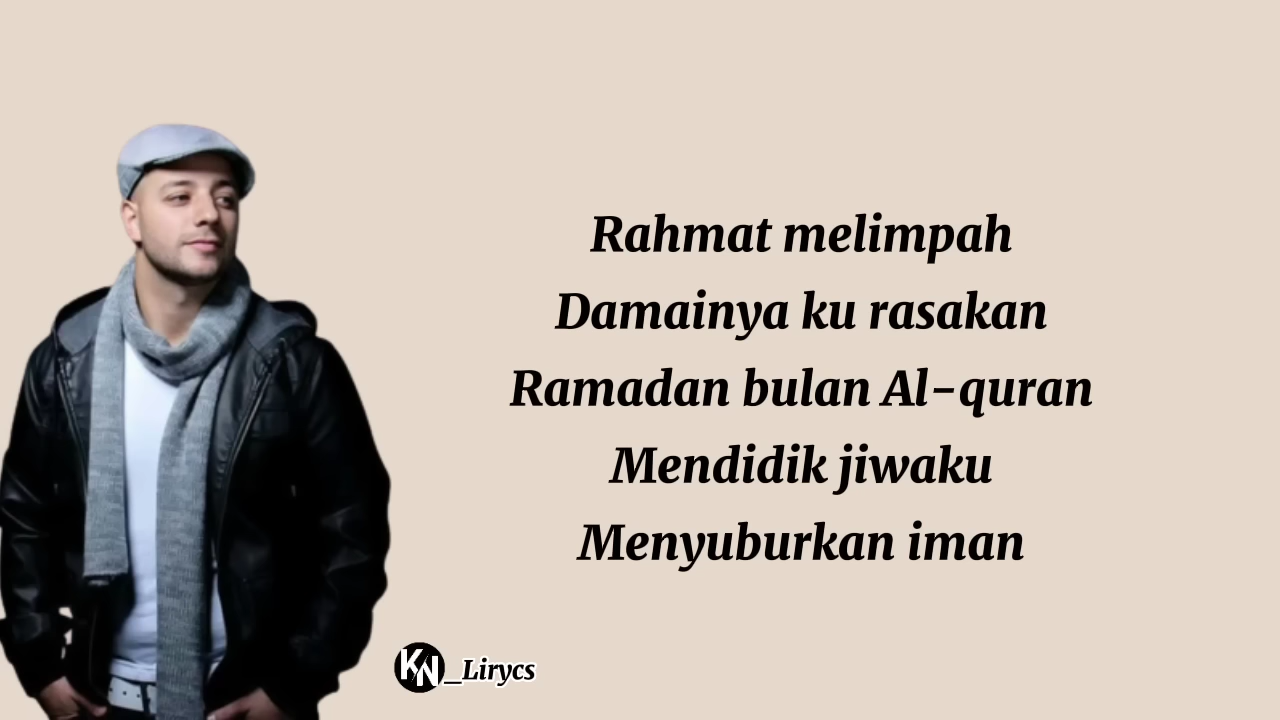 Rahmat melimpah
Damainya ku rasakan
Ramadan bulan Al-quran
Mendidik jiwaku
Menyuburkan iman
KN_Lirycs